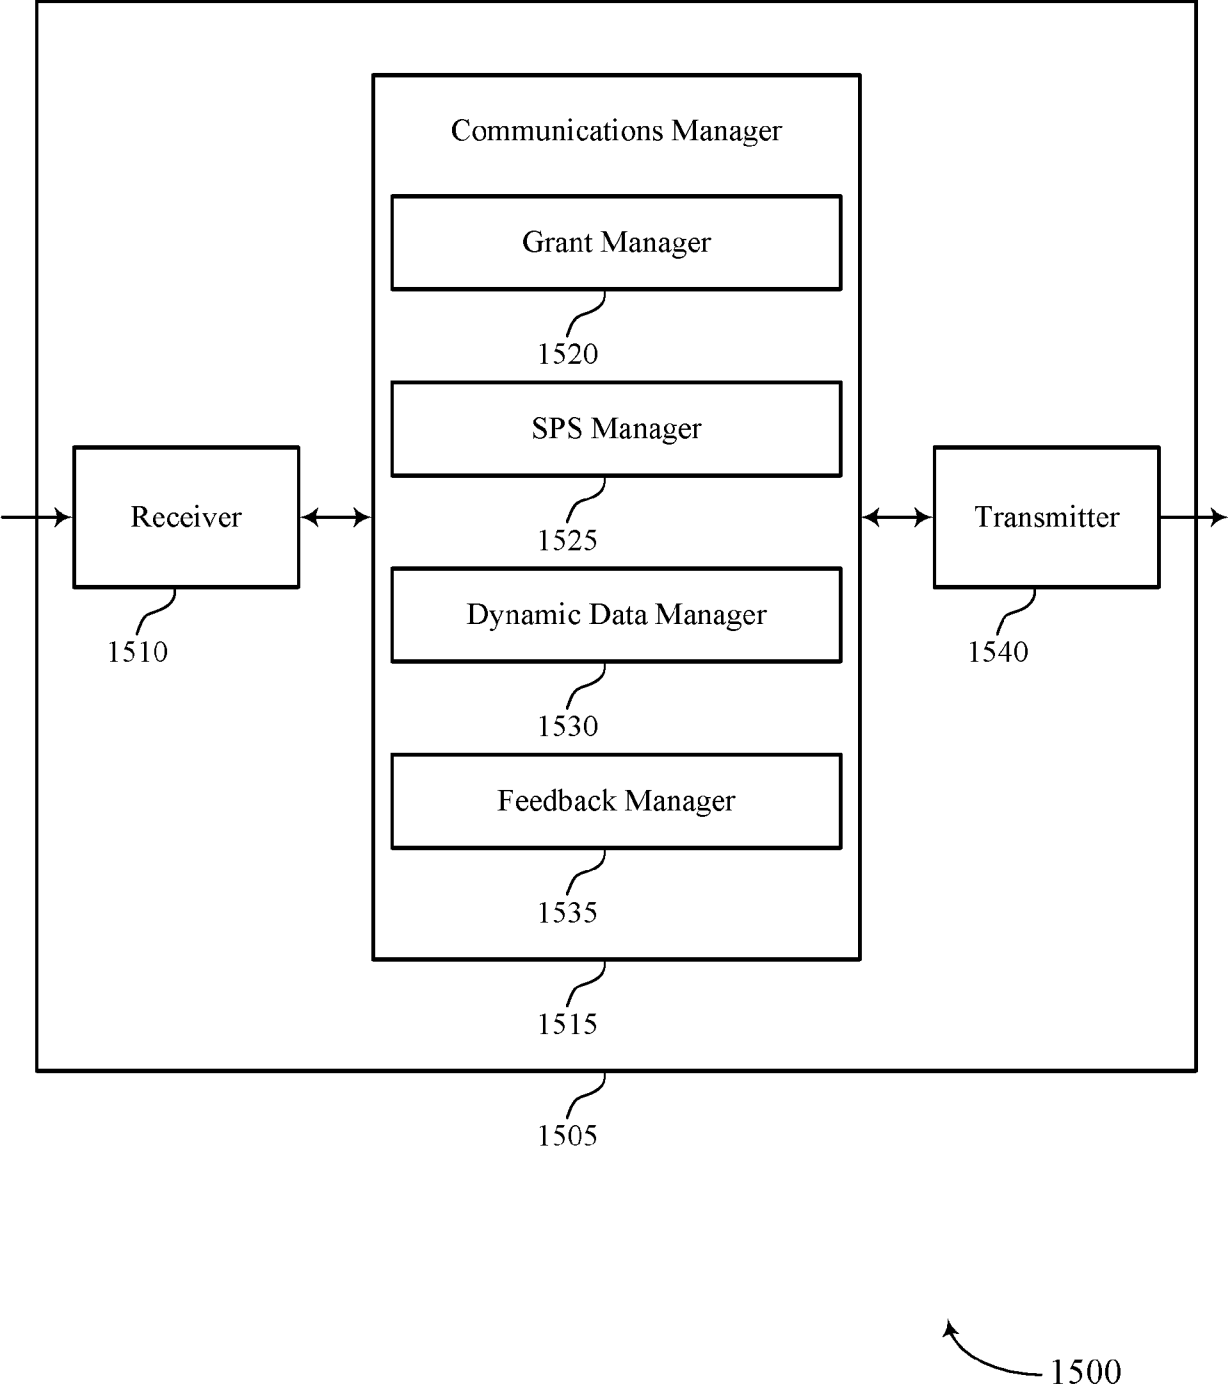 Communications Manager
Grant Manager
1520
SPS Manager
1525
Receiver
1510
Dynamic Data Manager
1530
Transmitter
1540
Feedback Manager
1535
1515
1505
1500